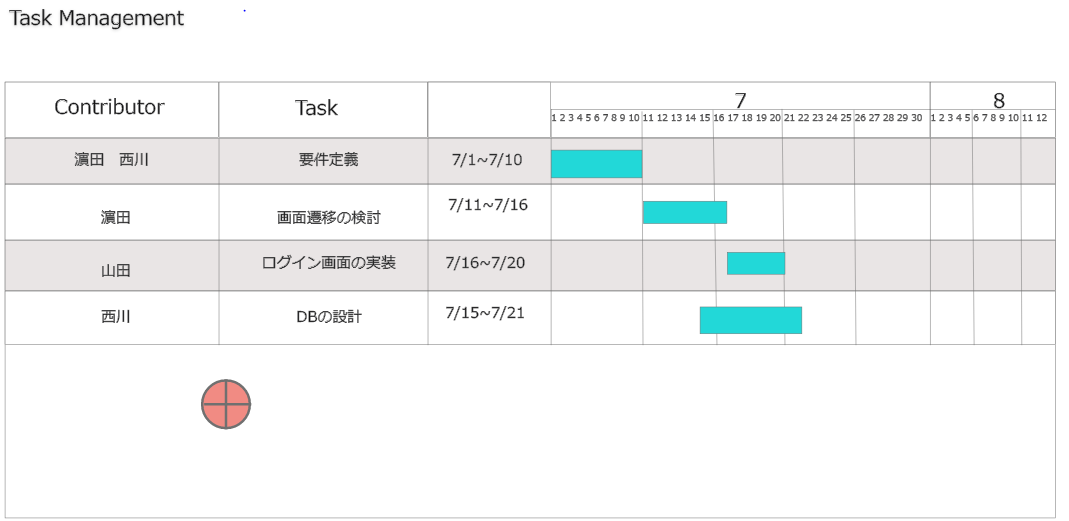 Task Management
Contributor Task
7 8
1 2 3 4 5 6 7 8 9 10 11 12 13 14 15 16 17 18 19 20 21 22 23 24 25 26 27 28 29 30 1 2 3 4 5 6 7 8 9 10 11 12
濵田　西川 要件定義 7/1~7/10
濵田 画面遷移の検討 7/11~7/16
山田 ログイン画面の実装 7/16~7/20
西川 DBの設計 7/15~7/21